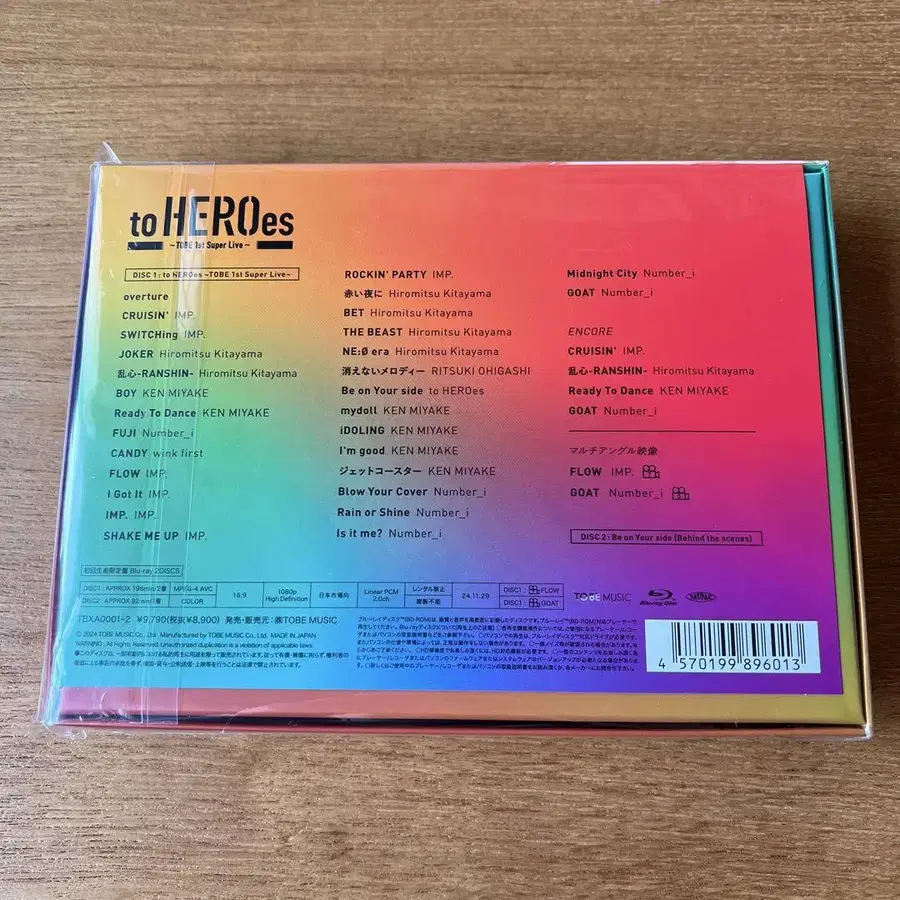 to HEROes
~TOBE 1st Super Live~
DISC 1 : to HEROes ~TOBE 1st Super Live~
overture
CRUISIN' IMP.
SWITCHing IMP.
JOKER Hiromitsu Kitayama
乱心-RANSHIN- Hiromitsu Kitayama
BOY KEN MIYAKE
Ready To Dance KEN MIYAKE
FUJI Number_i
CANDY wink first
FLOW IMP.
I Got It IMP.
IMP. IMP.
SHAKE ME UP IMP.
ROCKIN' PARTY IMP.
赤い夜に Hiromitsu Kitayama
BET Hiromitsu Kitayama
THE BEAST Hiromitsu Kitayama
NE:Ø era Hiromitsu Kitayama
消えないメロディー RITSUKI OHIGASHI
Be on Your side to HEROes
mydoll KEN MIYAKE
iDOLING KEN MIYAKE
I'm good KEN MIYAKE
ジェットコースター KEN MIYAKE
Blow Your Cover Number_i
Rain or Shine Number_i
Is it me? Number_i
Midnight City Number_i
GOAT Number_i
ENCORE
CRUISIN' IMP.
乱心-RANSHIN- Hiromitsu Kitayama
Ready To Dance KEN MIYAKE
GOAT Number_i
マルチアングル映像
FLOW IMP.
GOAT Number_i
DISC 2 : Be on Your side (Behind the scenes)
初回生産限定盤 Blu-ray 2DISCS
DISC1 : APPROX 198min/2層 MPEG-4 AVC 16:9 1080p 日本市場向 Linear PCM レンタル禁止 24.11.29 DISC1 FLOW
DISC2 : APPROX 92min/1層 COLOR High Definition 2.0ch 複製不能 DISC1 GOAT
TOBE MUSIC
Blu-ray Disc
JASRAC
TBXA0001-2 ¥9,790(税抜¥8,900) 発売・販売元:㈱TOBE MUSIC
© 2024 TOBE MUSIC Co., Ltd. Manufactured by TOBE MUSIC Co., Ltd. MADE IN JAPAN
WARNING: All Rights Reserved. Unauthorized duplication is a violation of applicable laws.
4 570199 896013